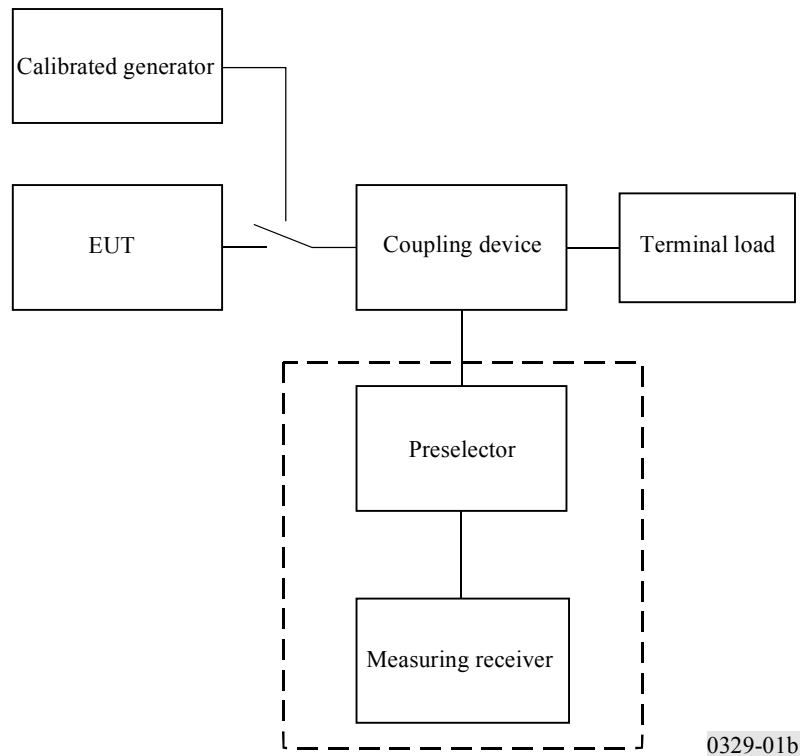 Calibrated generator
EUT
Coupling device
Terminal load
Preselector
Measuring receiver
0329-01b